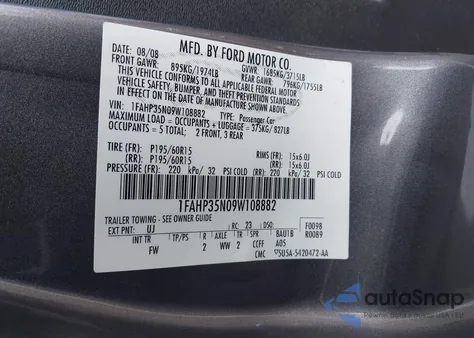 MFD. BY FORD MOTOR CO.
DATE: 08/08 GVWR: 1685KG/3715LB
FRONT GAWR: 895KG/1974LB REAR GAWR: 796KG/1755LB
THIS VEHICLE CONFORMS TO ALL APPLICABLE FEDERAL MOTOR
VEHICLE SAFETY AND THEFT PREVENTION STANDARDS
IN EFFECT ON THE DATE OF MANUFACTURE SHOWN ABOVE.
VIN: 1FAHP35N09W108882 TYPE: Passenger Car
MAXIMUM LOAD = OCCUPANTS + LUGGAGE = 375KG/827LB
OCCUPANTS = 5 TOTAL: 2 FRONT, 3 REAR
TIRE (FR): P195/60R15 RIMS (FR): 15x6.0J
(RR): P195/60R15 (RR): 15x6.0J
PRESSURE (FR): 220 kPa/ 32 PSI COLD (RR): 220 kPa/ 32 PSI COLD
1FAHP35N09W108882
TRAILER TOWING - SEE OWNER GUIDE
EXT PNT: UJ RC: 23 DSO: F0098
INT TR TP/PS R AXLE TR SPR BAU1B R0089
FW 2 WW 2 CCFF A05
CMC 5U5A-5420472-AA
autoSnap